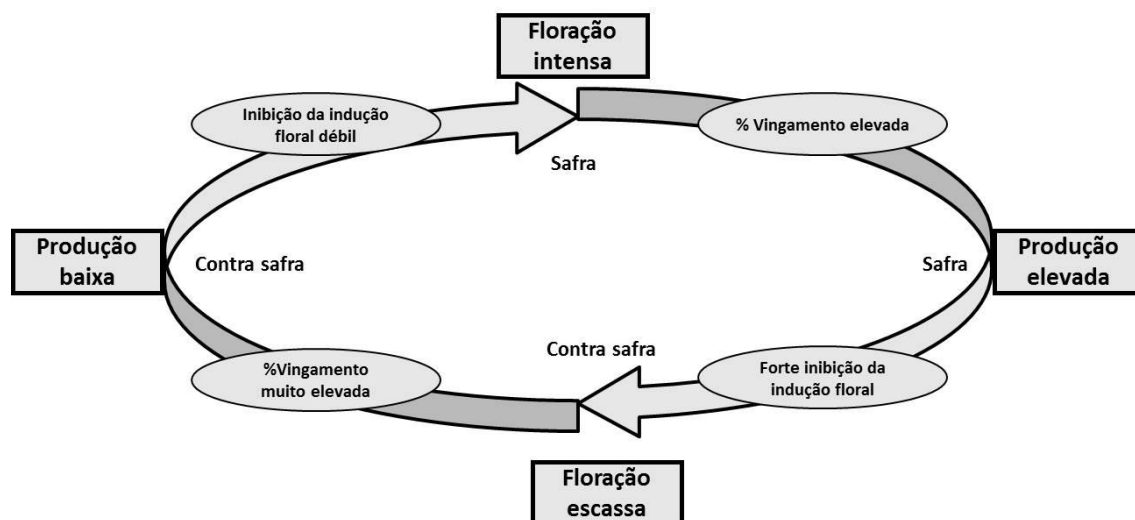 Floração
intensa
Inibição da indução
floral débil
% Vingamento elevada
Safra
Produção
baixa
Contra safra
Safra
Produção
elevada
Contra safra
%Vingamento
muito elevada
Forte inibição da
indução floral
Floração
escassa